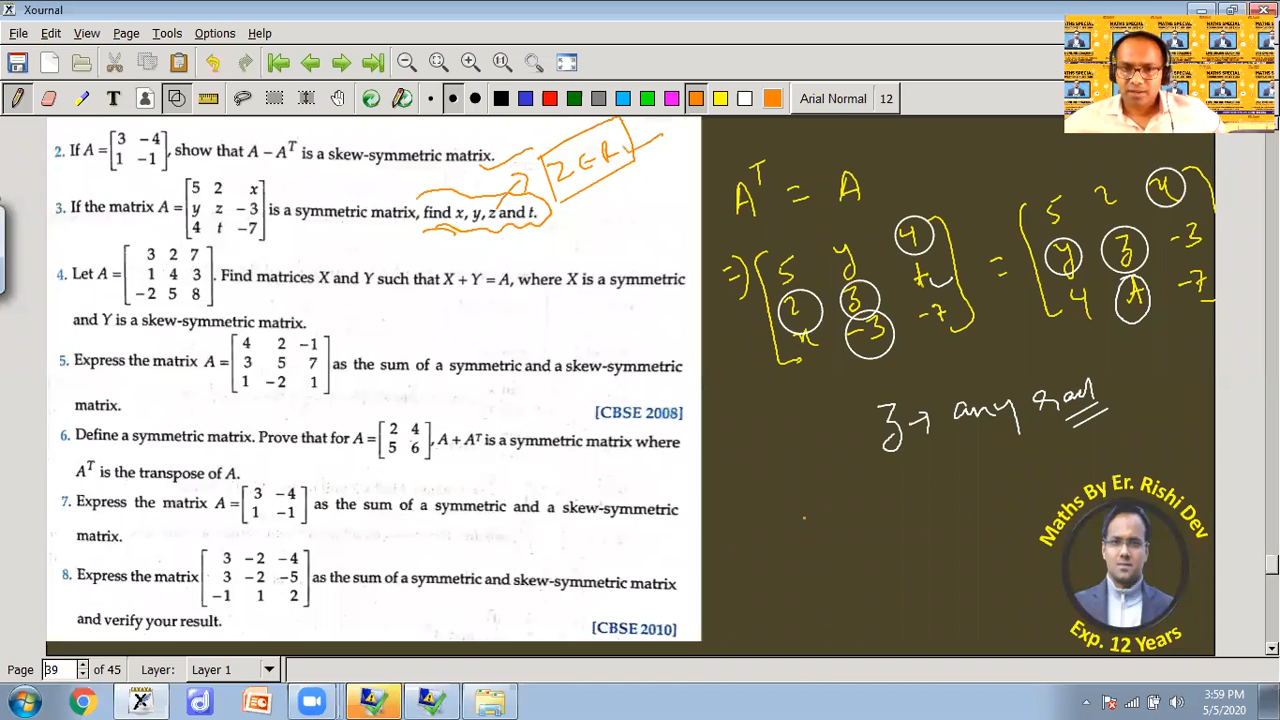 Xournal
File Edit View Page Tools Options Help
Arial Normal 12
2. If A = [3 −4
1 −1], show that A − Aᵀ is a skew-symmetric matrix.
z ∈ R,
3. If the matrix A = [5 2 x
y z −3
4 t −7] is a symmetric matrix, find x, y, z and t.
4. Let A = [3 2 7
1 4 3
−2 5 8]. Find matrices X and Y such that X + Y = A, where X is a symmetric
and Y is a skew-symmetric matrix.
5. Express the matrix A = [4 2 −1
3 5 7
1 −2 1] as the sum of a symmetric and a skew-symmetric
matrix.
[CBSE 2008]
6. Define a symmetric matrix. Prove that for A = [2 4
5 6], A + Aᵀ is a symmetric matrix where
Aᵀ is the transpose of A.
7. Express the matrix A = [3 −4
1 −1] as the sum of a symmetric and a skew-symmetric
matrix.
8. Express the matrix [3 −2 −4
3 −2 −5
−1 1 2] as the sum of a symmetric and skew-symmetric matrix
and verify your result.
[CBSE 2010]
Aᵀ = A
⇒ [5 y 4
2 z t
x −3 −7] = [5 2 x
y z −3
4 t −7
z → any real
Maths By Er. Rishi Dev
Exp. 12 Years
Page 39 of 45 Layer: Layer 1
3:59 PM
5/5/2020